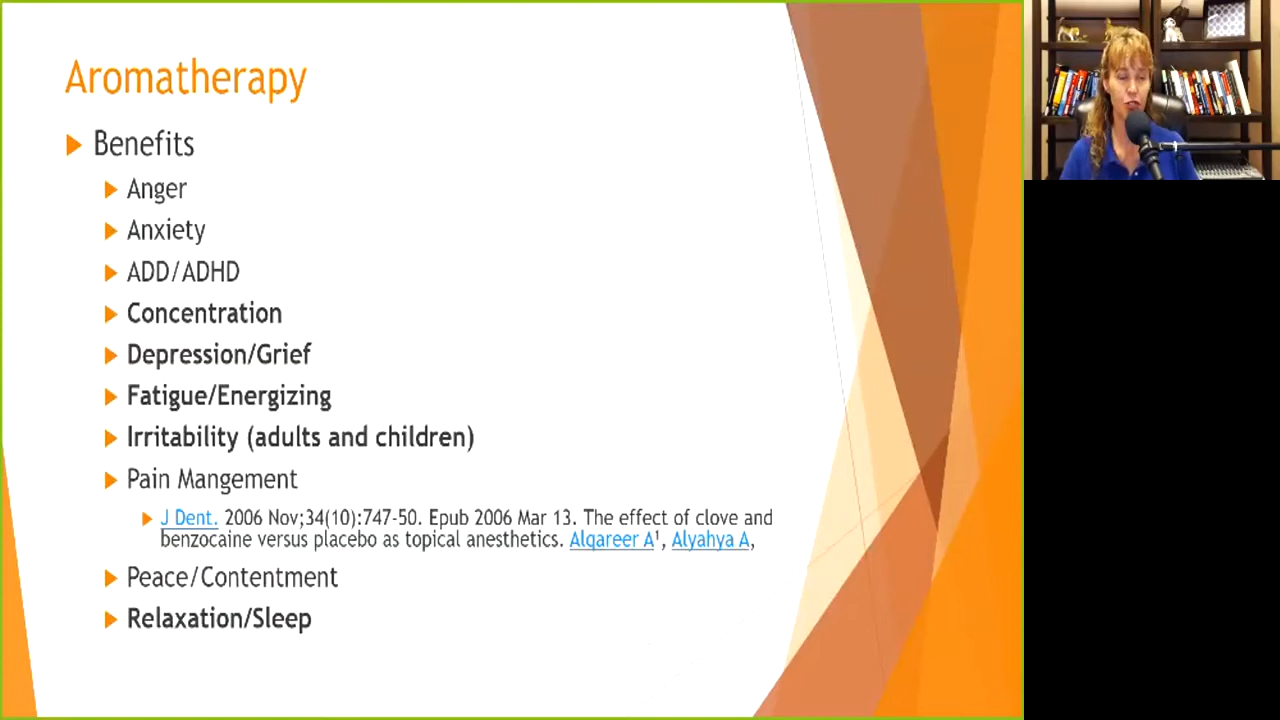 Aromatherapy
Benefits
Anger
Anxiety
ADD/ADHD
Concentration
Depression/Grief
Fatigue/Energizing
Irritability (adults and children)
Pain Mangement
J Dent. 2006 Nov;34(10):747-50. Epub 2006 Mar 13. The effect of clove and
benzocaine versus placebo as topical anesthetics. Alqareer A¹, Alyahya A,
Peace/Contentment
Relaxation/Sleep